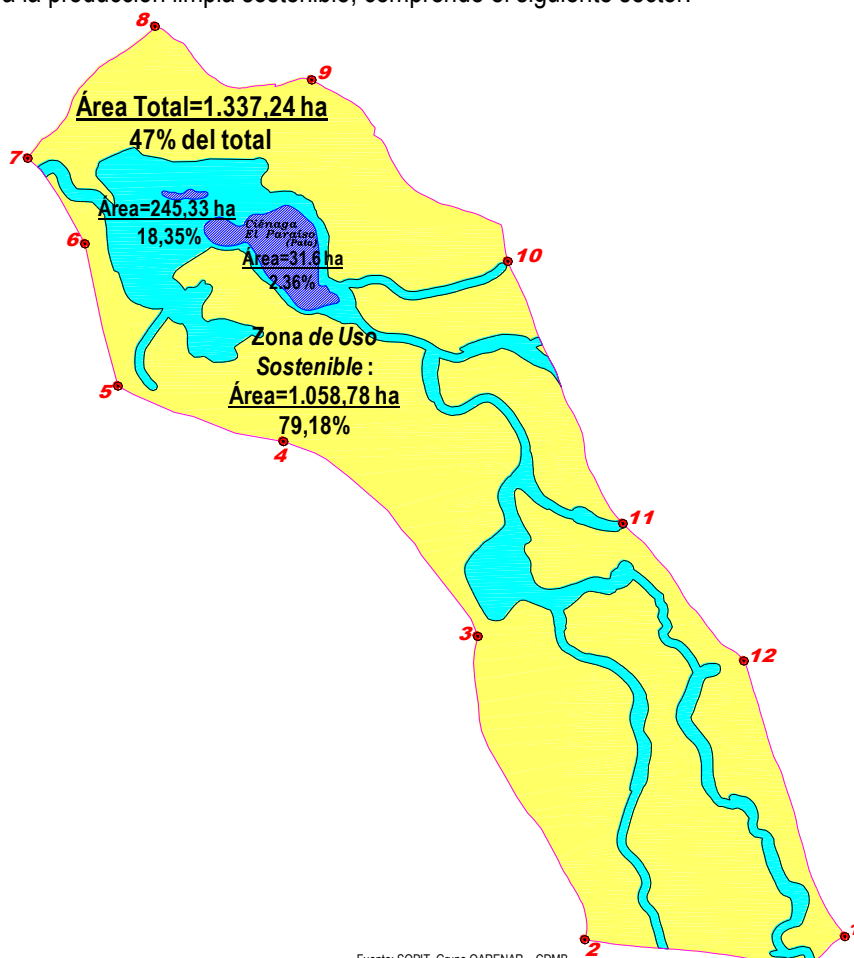 a la producción limpia sostenible, comprende el siguiente sector:
8
9
Área Total=1.337,24 ha
47% del total
7
Área=245,33 ha
18,35%
Ciénaga
El Paraíso
(Pato)
6
Área=31.6 ha
2.36%
10
Zona de Uso
Sostenible :
Área=1.058,78 ha
79,18%
5
4
11
3
12
1
2